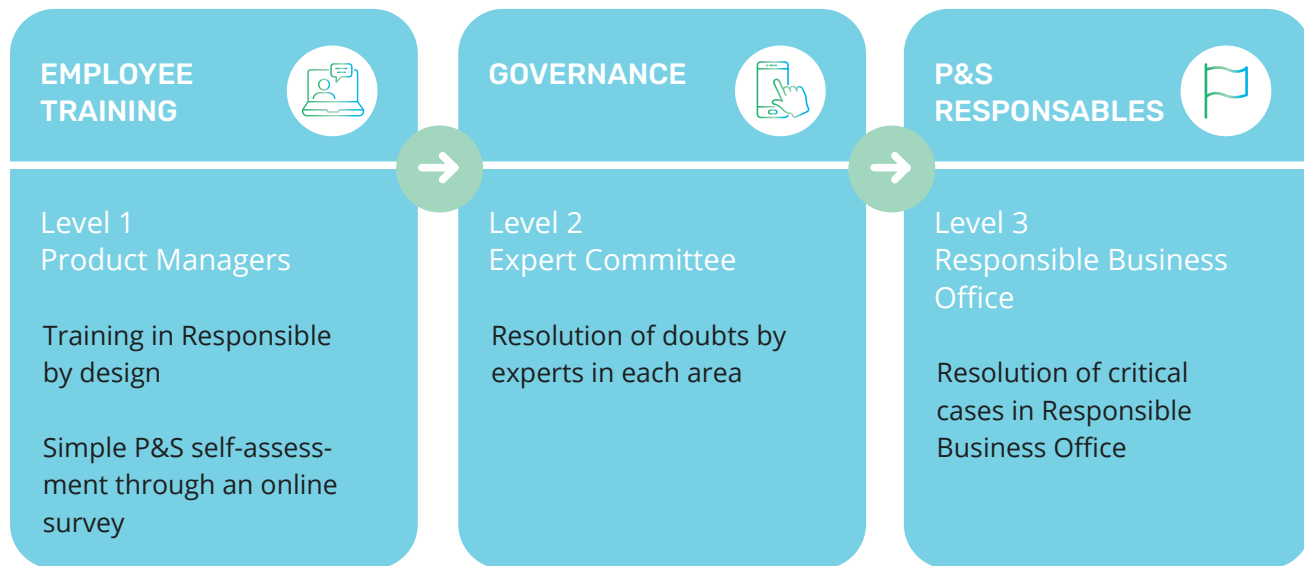 EMPLOYEE
TRAINING
Level 1
Product Managers
Training in Responsible
by design
Simple P&S self-assess-
ment through an online
survey
GOVERNANCE
Level 2
Expert Committee
Resolution of doubts by
experts in each area
P&S
RESPONSABLES
Level 3
Responsible Business
Office
Resolution of critical
cases in Responsible
Business Office